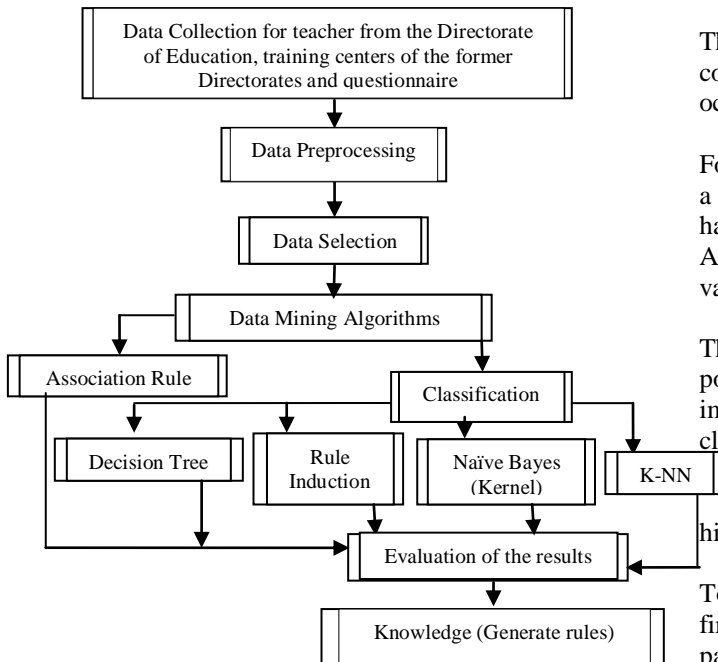 Data Collection for teacher from the Directorate
of Education, training centers of the former
Directorates and questionnaire
Data Preprocessing
Data Selection
Data Mining Algorithms
Association Rule
Classification
Decision Tree
Rule
Induction
Naïve Bayes
(Kernel)
K-NN
Evaluation of the results
Knowledge (Generate rules)
a